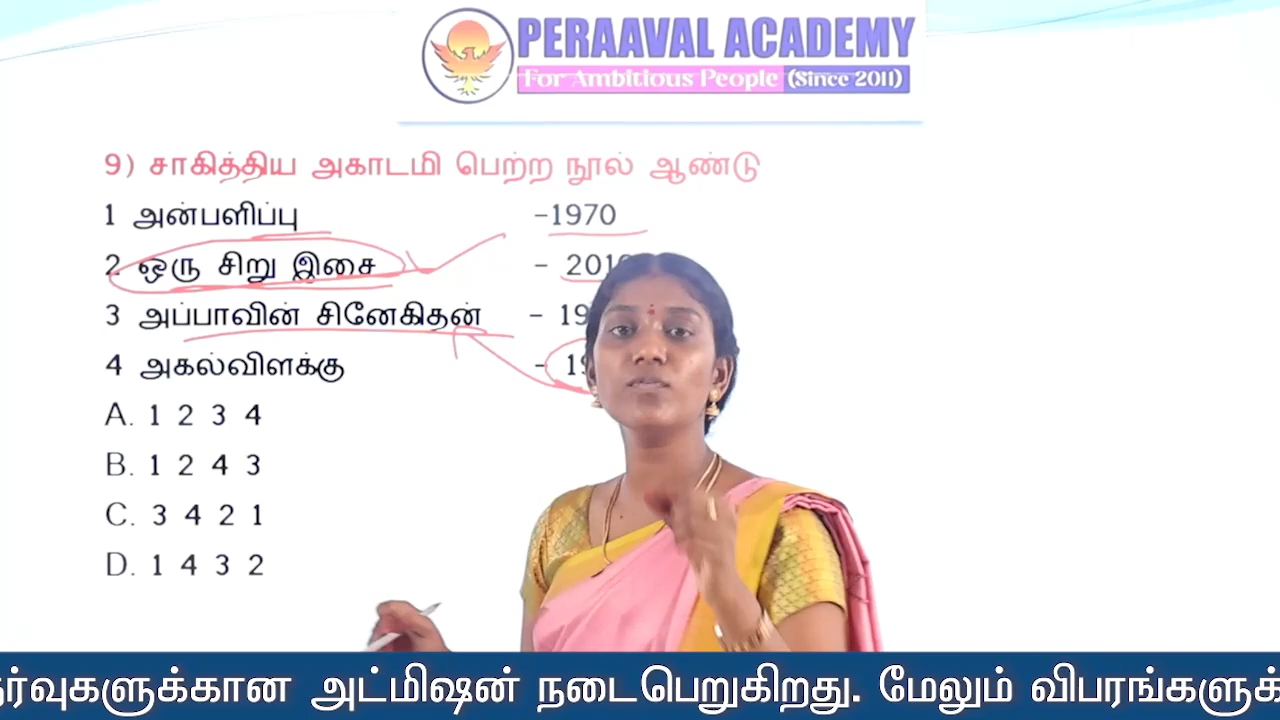 PERAAVAL ACADEMY
For Ambitious People (Since 2011)
9) சாகித்திய அகாடமி பெற்ற நூல் ஆண்டு
1 அன்பளிப்பு -1970
2 ஒரு சிறு இசை -
3 அப்பாவின் சினேகிதன் -
4 அகல்விளக்கு -
A. 1 2 3 4
B. 1 2 4 3
C. 3 4 2 1
D. 1 4 3 2
அட்மிஷன் நடைபெறுகிறது. மேலும்